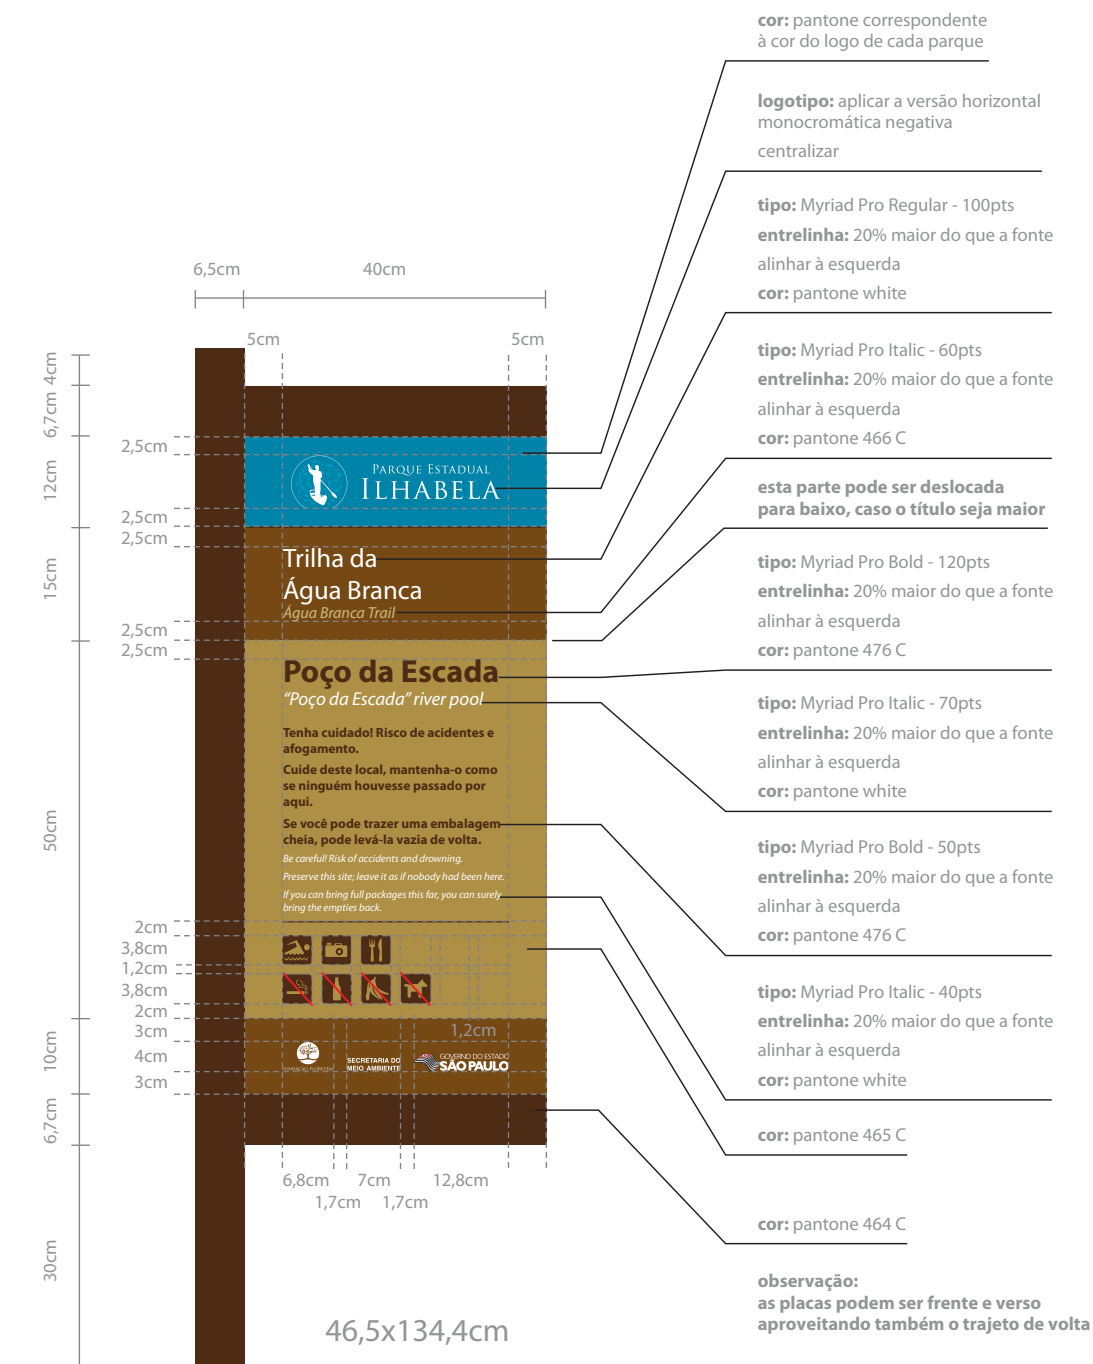 cor: pantone correspondente
à cor do logo de cada parque
logotipo: aplicar a versão horizontal
monocromática negativa
centralizar
tipo: Myriad Pro Regular - 100pts
entrelinha: 20% maior do que a fonte
alinhar à esquerda
cor: pantone white
tipo: Myriad Pro Italic - 60pts
entrelinha: 20% maior do que a fonte
alinhar à esquerda
cor: pantone 466 C
esta parte pode ser deslocada
para baixo, caso o título seja maior
tipo: Myriad Pro Bold - 120pts
entrelinha: 20% maior do que a fonte
alinhar à esquerda
cor: pantone 476 C
tipo: Myriad Pro Italic - 70pts
entrelinha: 20% maior do que a fonte
alinhar à esquerda
cor: pantone white
tipo: Myriad Pro Bold - 50pts
entrelinha: 20% maior do que a fonte
alinhar à esquerda
cor: pantone 476 C
tipo: Myriad Pro Italic - 40pts
entrelinha: 20% maior do que a fonte
alinhar à esquerda
cor: pantone white
cor: pantone 465 C
cor: pantone 464 C
observação:
as placas podem ser frente e verso
aproveitando também o trajeto de volta
6,5cm
40cm
5cm
5cm
4cm
6,7cm
12cm
15cm
50cm
10cm
6,7cm
30cm
2,5cm
2,5cm
2,5cm
2,5cm
2,5cm
2cm
3,8cm
1,2cm
3,8cm
2cm
3cm
4cm
3cm
PARQUE ESTADUAL
ILHABELA
Trilha da
Água Branca
Água Branca Trail
Poço da Escada
“Poço da Escada” river pool
Tenha cuidado! Risco de acidentes e
afogamento.
Cuide deste local, mantenha-o como
se ninguém houvesse passado por
aqui.
Se você pode trazer uma embalagem
cheia, pode levá-la vazia de volta.
Be careful! Risk of accidents and drowning.
Preserve this site; leave it as if nobody had been here.
If you can bring full packages this far, you can surely
bring the empties back.
1,2cm
FUNDAÇÃO FLORESTAL
SECRETARIA DO
MEIO AMBIENTE
GOVERNO DO ESTADO
SÃO PAULO
6,8cm
7cm
12,8cm
1,7cm
1,7cm
46,5x134,4cm